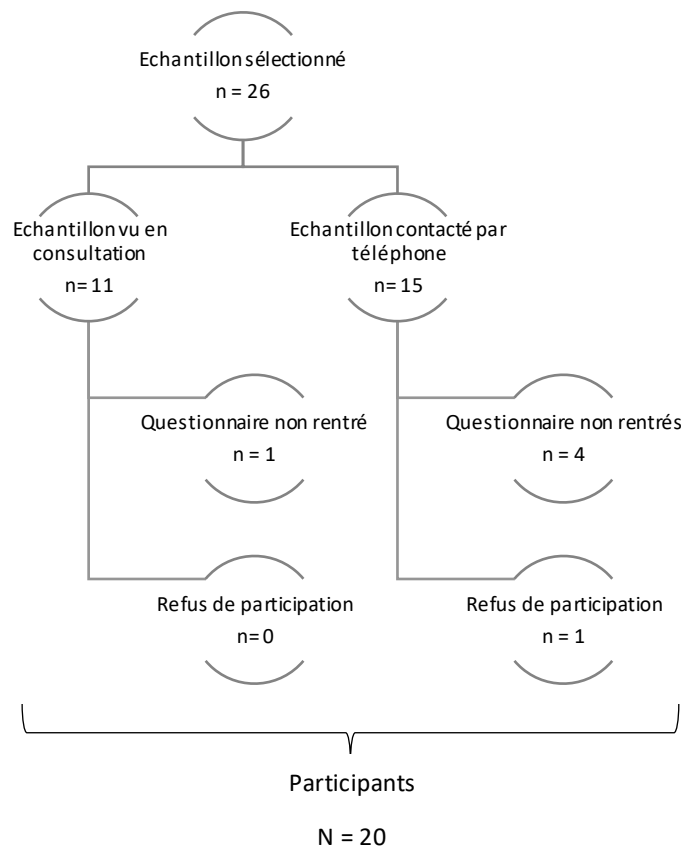 Echantillon sélectionné
n = 26
Echantillon vu en
consultation
n= 11
Echantillon contacté par
téléphone
n= 15
Questionnaire non rentré
n = 1
Questionnaire non rentrés
n = 4
Refus de participation
n= 0
Refus de participation
n = 1
Participants
N = 20